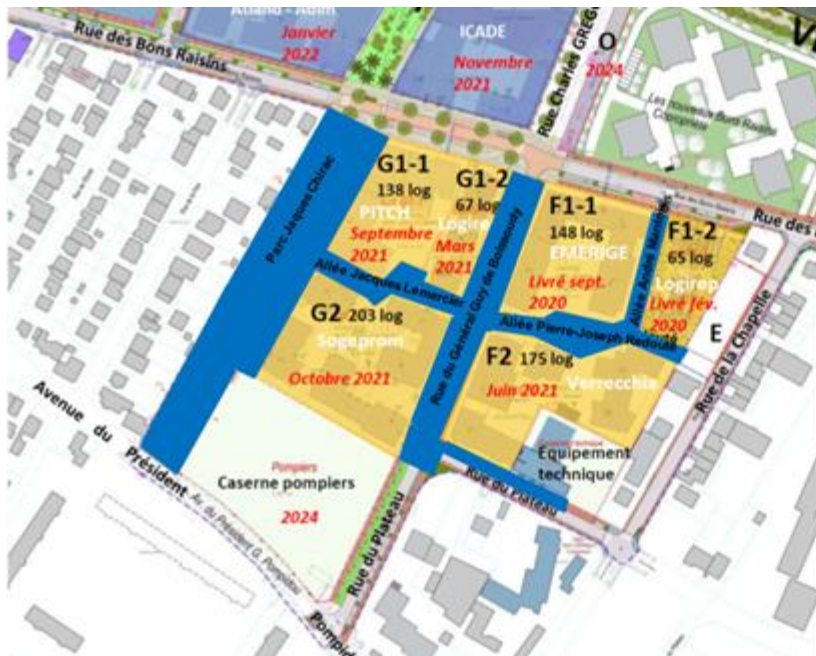 Atland - Adim
Janvier
2022
ICADE
Novembre
2021
Rue des Bons Raisins
Rue Charles GREG
O
2024
Les nouveaux Bons Raisins
Copropriété
Parc Jaques Chirac
G1-1
138 log
PITCH
Septembre
2021
G1-2
67 log
Logirep
Mars
2021
F1-1
148 log
EMERIGE
Livré sept.
2020
F1-2
65 log
Logirep
Livré fév.
2020
Rue des
E
Allée Jacques Lemercier
Rue du Général Guy de Boissoudy
Allée Pierre-Joseph Redouté
Rue de la Chapelle
G2 203 log
Sogeprom
Octobre 2021
F2 175 log
Juin 2021
Verrecchia
Equipement
technique
Rue du Plateau
Avenue du Président
Av. du Président G. Pompidou
Pompiers
Caserne pompiers
2024
Rue du Plateau
Pompid